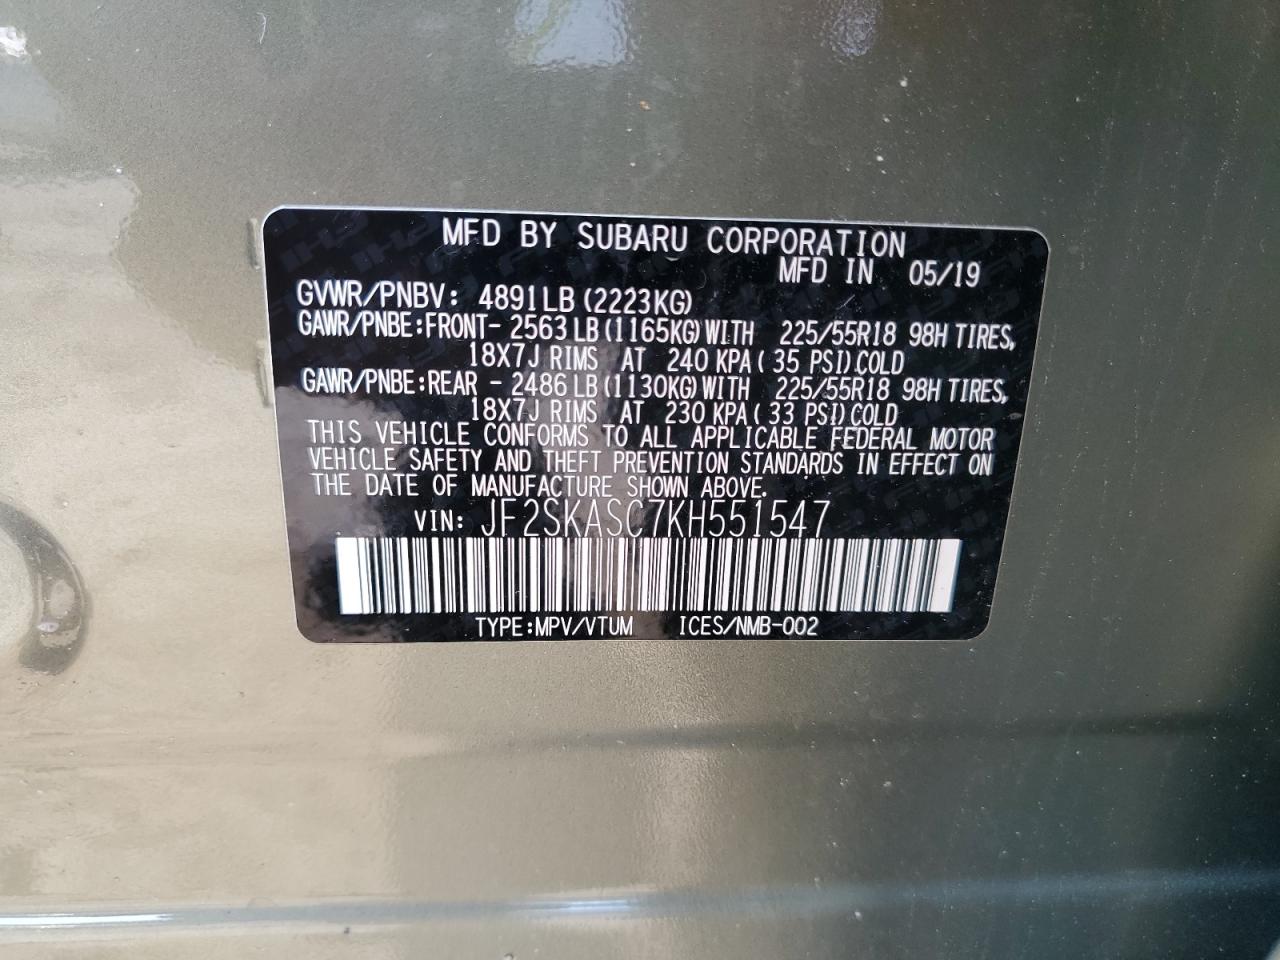 MFD BY SUBARU CORPORATION
MFD IN 05/19
GVWR/PNBV: 4891LB (2223KG)
GAWR/PNBE:FRONT- 2563LB (1165KG) WITH 225/55R18 98H TIRES,
18X7J RIMS AT 240 KPA ( 35 PSI) COLD
GAWR/PNBE:REAR - 2486LB (1130KG) WITH 225/55R18 98H TIRES,
18X7J RIMS AT 230 KPA ( 33 PSI) COLD
THIS VEHICLE CONFORMS TO ALL APPLICABLE FEDERAL MOTOR
VEHICLE SAFETY AND THEFT PREVENTION STANDARDS IN EFFECT ON
THE DATE OF MANUFACTURE SHOWN ABOVE.
VIN: JF2SKASC7KH551547
TYPE:MPV/VTUM ICES/NMB-002